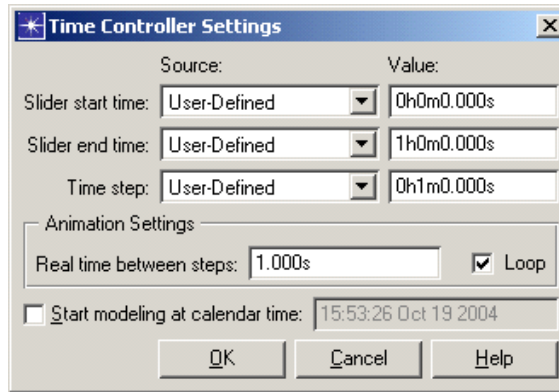 Time Controller Settings
Source: Value:
Slider start time: User-Defined 0h0m0.000s
Slider end time: User-Defined 1h0m0.000s
Time step: User-Defined 0h1m0.000s
Animation Settings
Real time between steps: 1.000s Loop
Start modeling at calendar time: 15:53:26 Oct 19 2004
OK Cancel Help